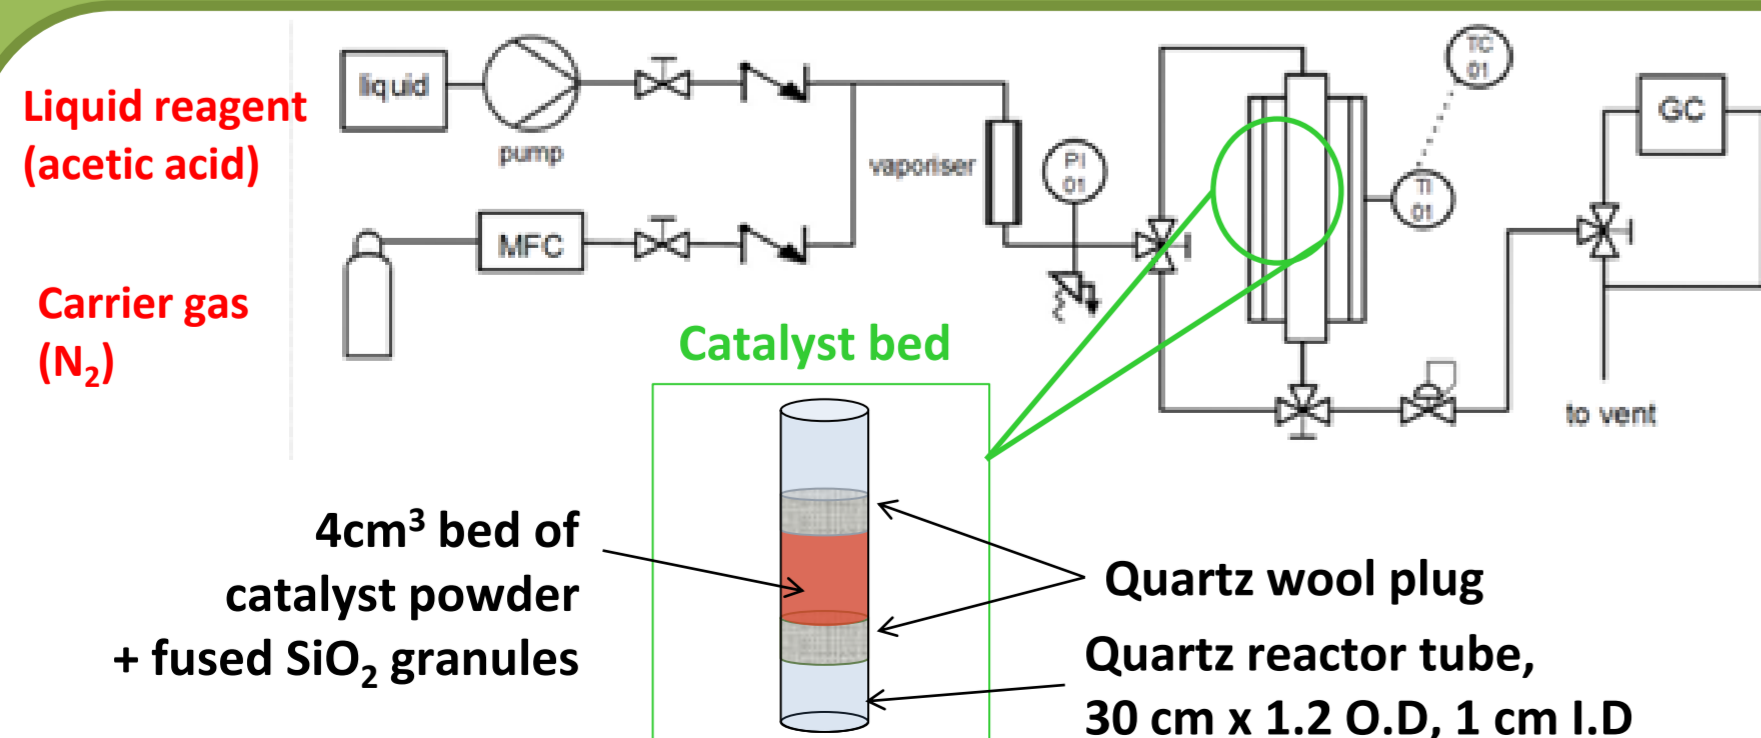 Liquid reagent
(acetic acid)
liquid
pump
Carrier gas
(N₂)
MFC
vaporiser
PI
01
TC
01
TI
01
GC
to vent
Catalyst bed
4cm³ bed of
catalyst powder
+ fused SiO₂ granules
Quartz wool plug
Quartz reactor tube,
30 cm x 1.2 O.D, 1 cm I.D